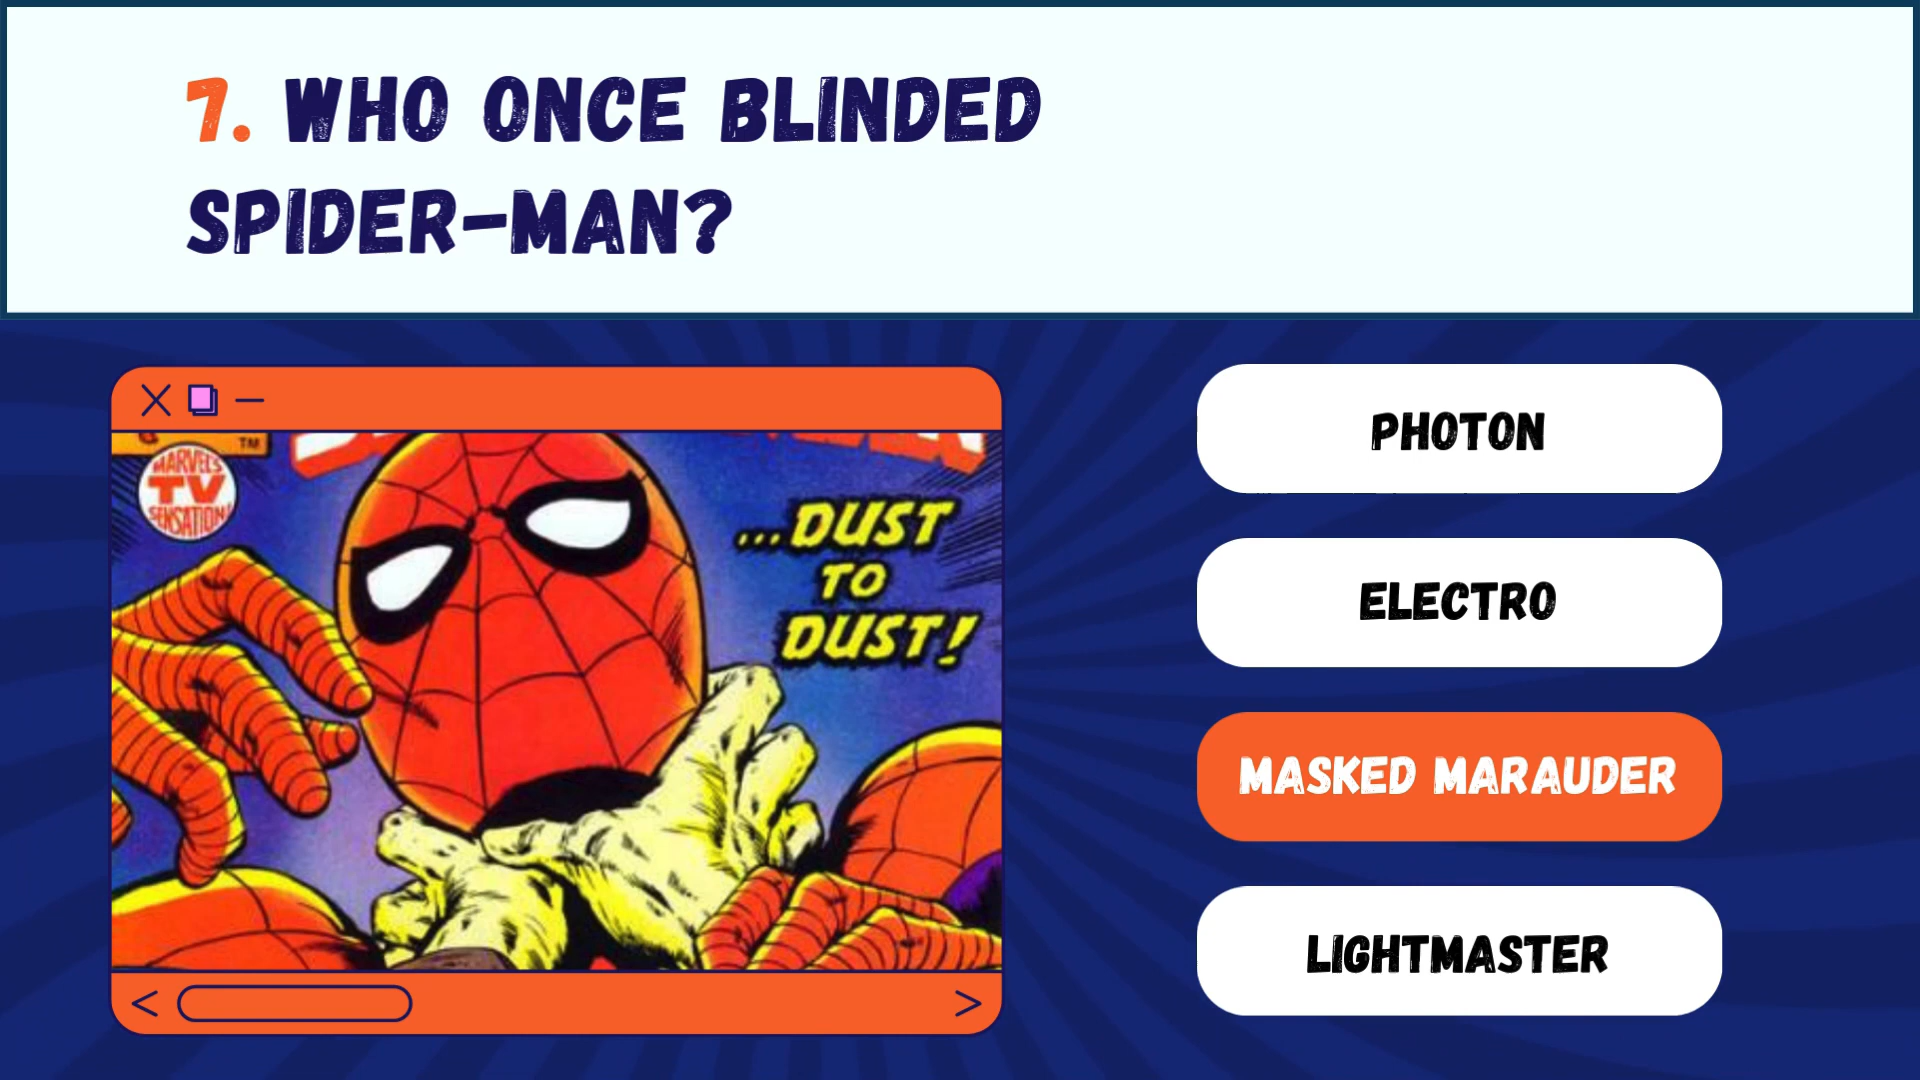 7. WHO ONCE BLINDED
SPIDER-MAN?
TM
MARVEL'S
TV
SENSATION!
...DUST
TO
DUST!
PHOTON
ELECTRO
MASKED MARAUDER
LIGHTMASTER